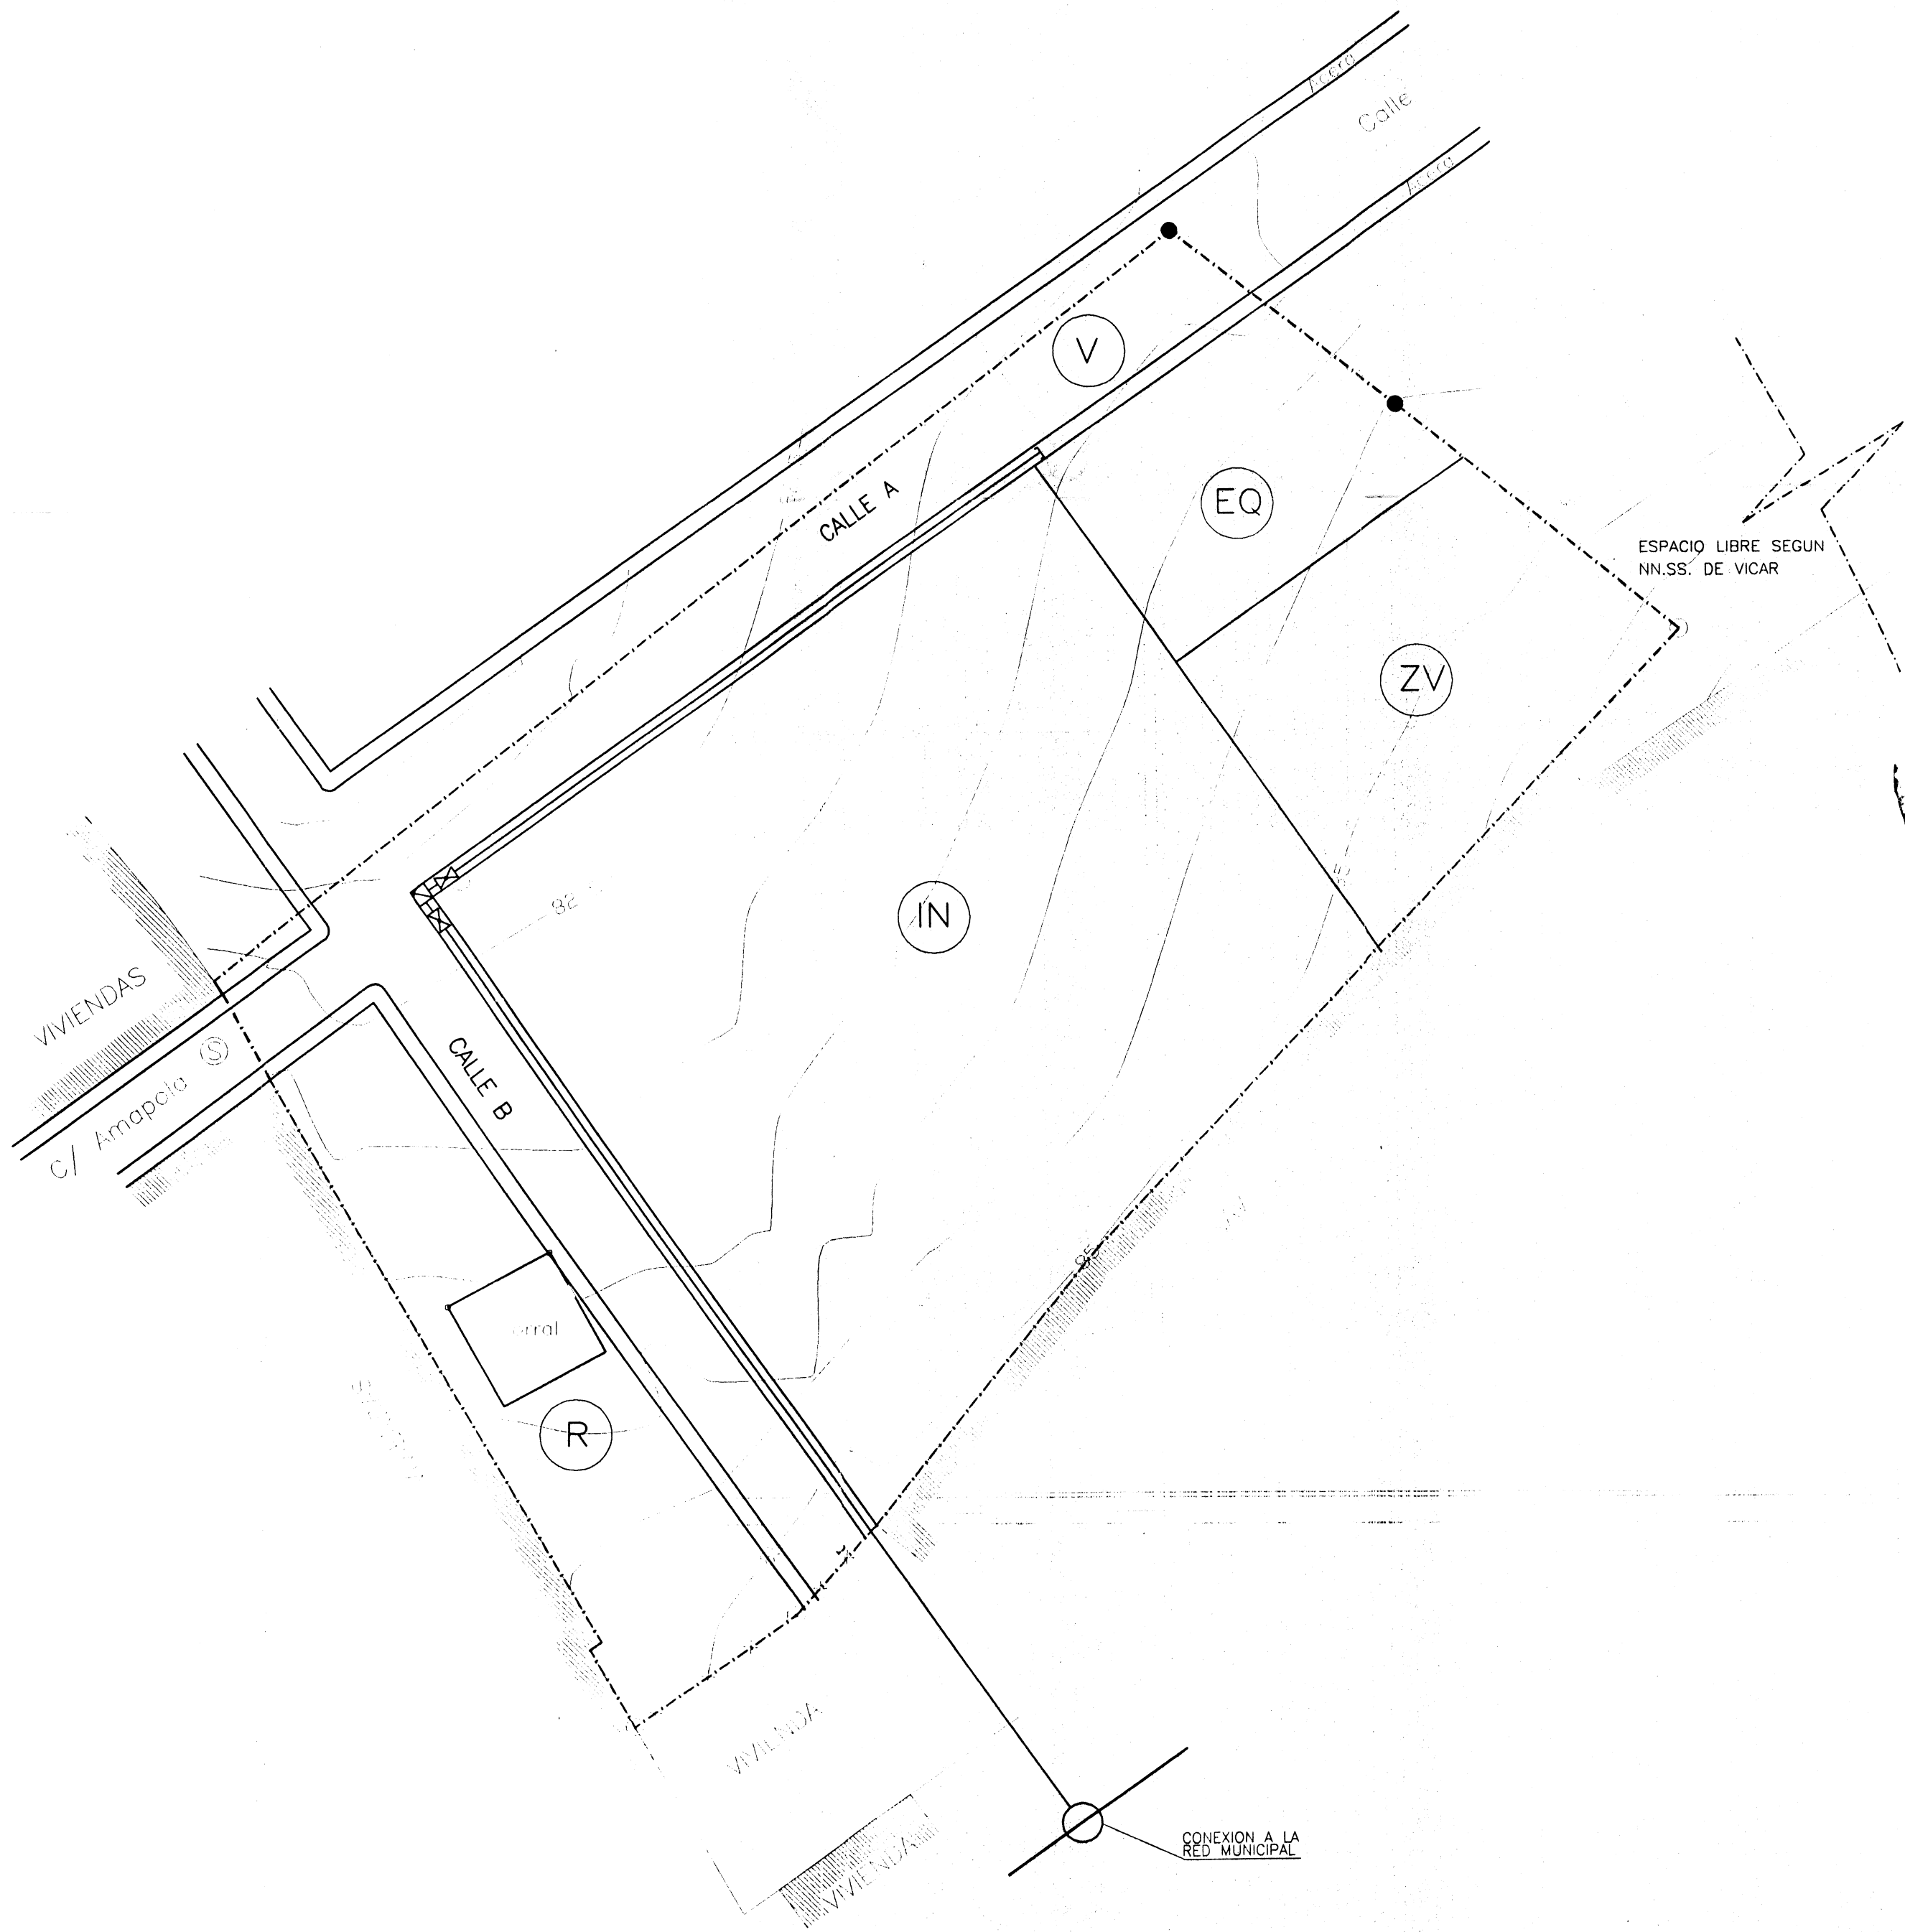 Acera
Calle
Acera
V
CALLE A
EQ
ESPACIO LIBRE SEGUN
NN.SS. DE VICAR
ZV
82
IN
VIVIENDAS
S
C/ Amapola
CALLE B
85
R
VIVIENDA
CONEXION A LA
RED MUNICIPAL
VIVIENDA